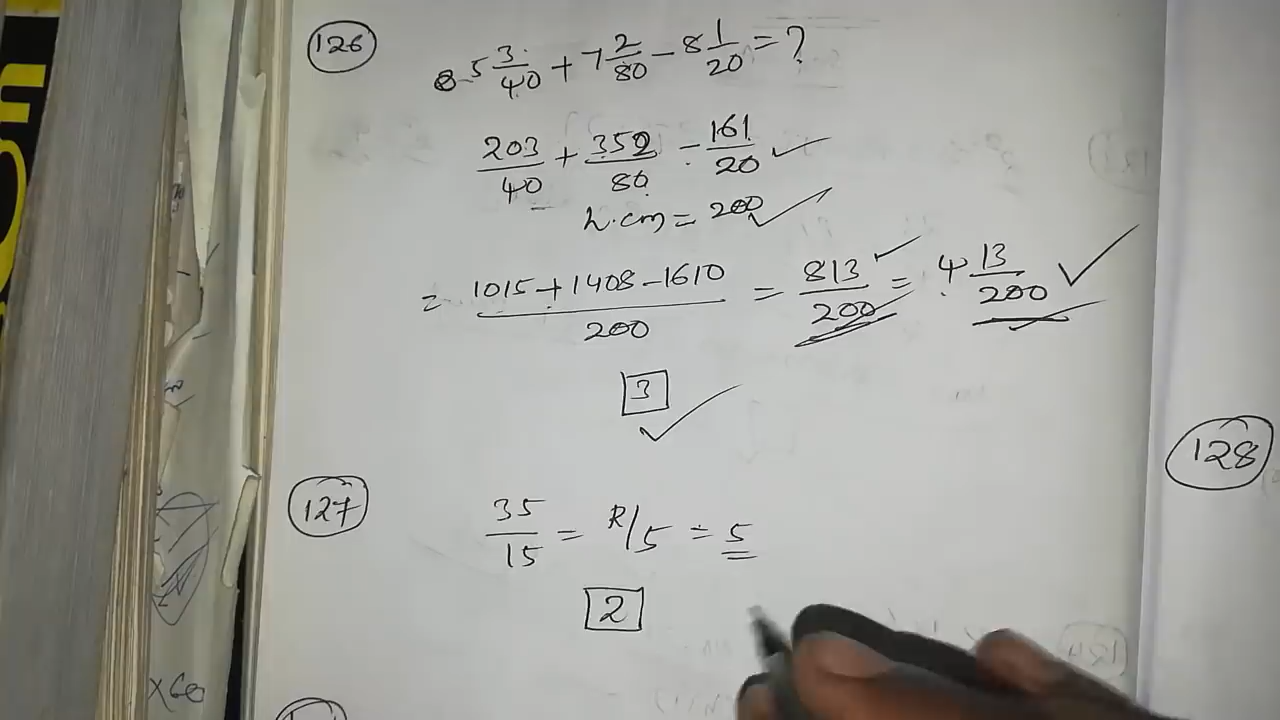 126
5 3/40 + 7 2/80 - 8 1/20 = ?
203/40 + 352/80 - 161/20
L.cm = 200
= 1015+1408-1610/200 = 813/200 = 4 13/200
3
127
35/15 = R/5 = 5
2
128